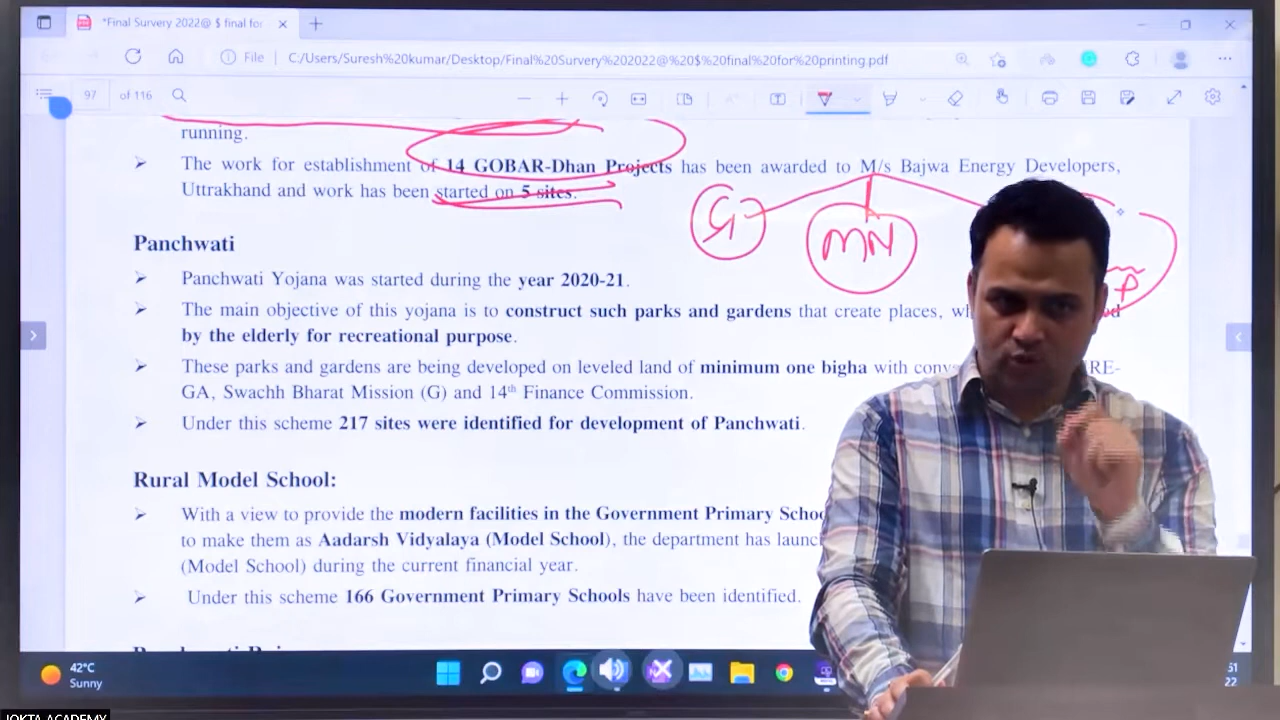 *Final Survery 2022@ $ final for
File
C:/Users/Suresh%20kumar/Desktop/Final%20Survery%202022@%20$%20final%20for%20printing.pdf
97 of 116
running.
➢ The work for establishment of 14 GOBAR-Dhan Projects has been awarded to M/s Bajwa Energy Developers,
Uttrakhand and work has been started on 5 sites.
G
MN
P
Panchwati
➢ Panchwati Yojana was started during the year 2020-21.
➢ The main objective of this yojana is to construct such parks and gardens that create places,
by the elderly for recreational purpose.
➢ These parks and gardens are being developed on leveled land of minimum one bigha with
GA, Swachh Bharat Mission (G) and 14th Finance Commission.
➢ Under this scheme 217 sites were identified for development of Panchwati.
Rural Model School:
➢ With a view to provide the modern facilities in the Government Primary
to make them as Aadarsh Vidyalaya (Model School), the department has
(Model School) during the current financial year.
➢ Under this scheme 166 Government Primary Schools have been identified.
42°C
Sunny
JOKTA ACADEMY